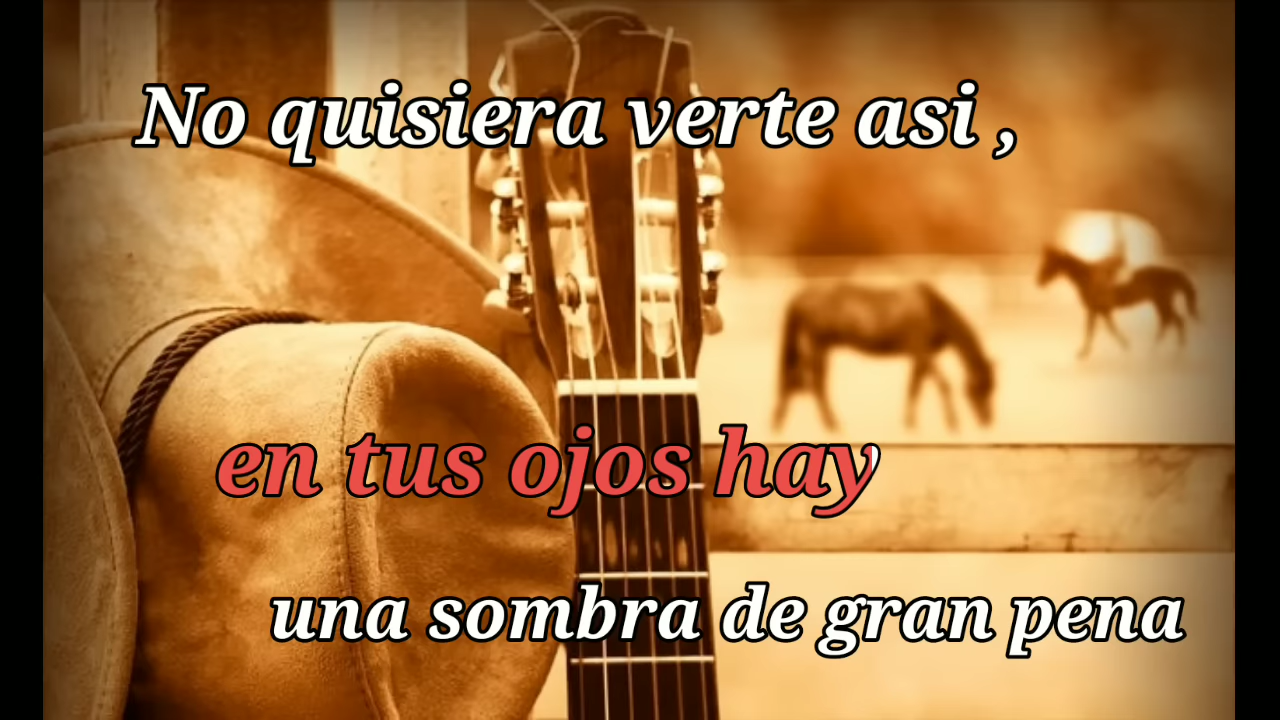 No quisiera verte asi ,
en tus ojos hay
una sombra de gran pena